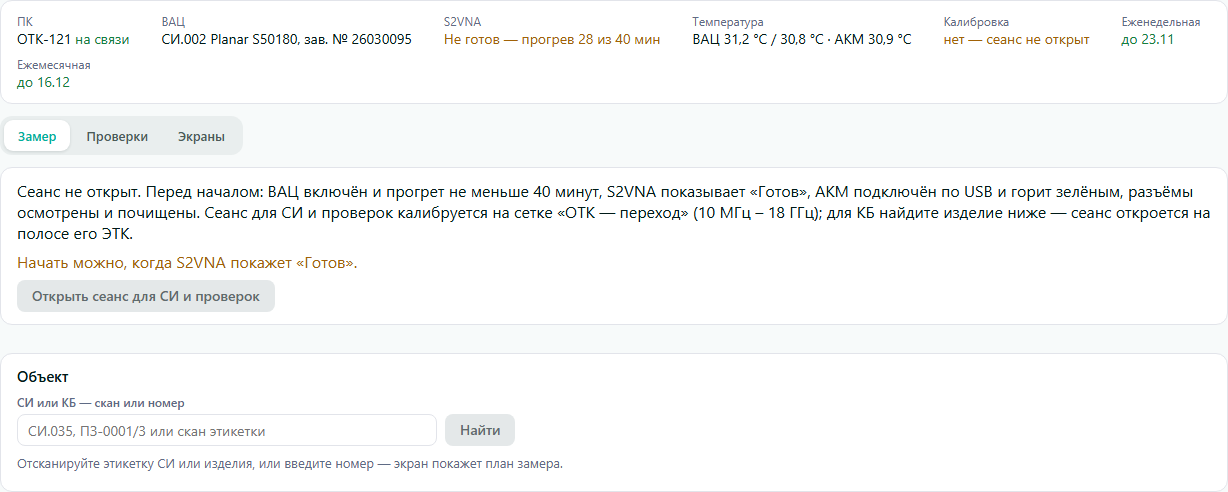 ПК
ОТК-121 на связи
ВАЦ
СИ.002 Planar S50180, зав. № 26030095
S2VNA
Не готов — прогрев 28 из 40 мин
Температура
ВАЦ 31,2 °C / 30,8 °C · АКМ 30,9 °C
Калибровка
нет — сеанс не открыт
Еженедельная
до 23.11
Ежемесячная
до 16.12
Замер
Проверки
Экраны
Сеанс не открыт. Перед началом: ВАЦ включён и прогрет не меньше 40 минут, S2VNA показывает «Готов», АКМ подключён по USB и горит зелёным, разъёмы
осмотрены и почищены. Сеанс для СИ и проверок калибруется на сетке «ОТК — переход» (10 МГц – 18 ГГц); для КБ найдите изделие ниже — сеанс откроется на
полосе его ЭТК.
Начать можно, когда S2VNA покажет «Готов».
Открыть сеанс для СИ и проверок
Объект
СИ или КБ — скан или номер
СИ.035, ПЗ-0001/3 или скан этикетки
Найти
Отсканируйте этикетку СИ или изделия, или введите номер — экран покажет план замера.